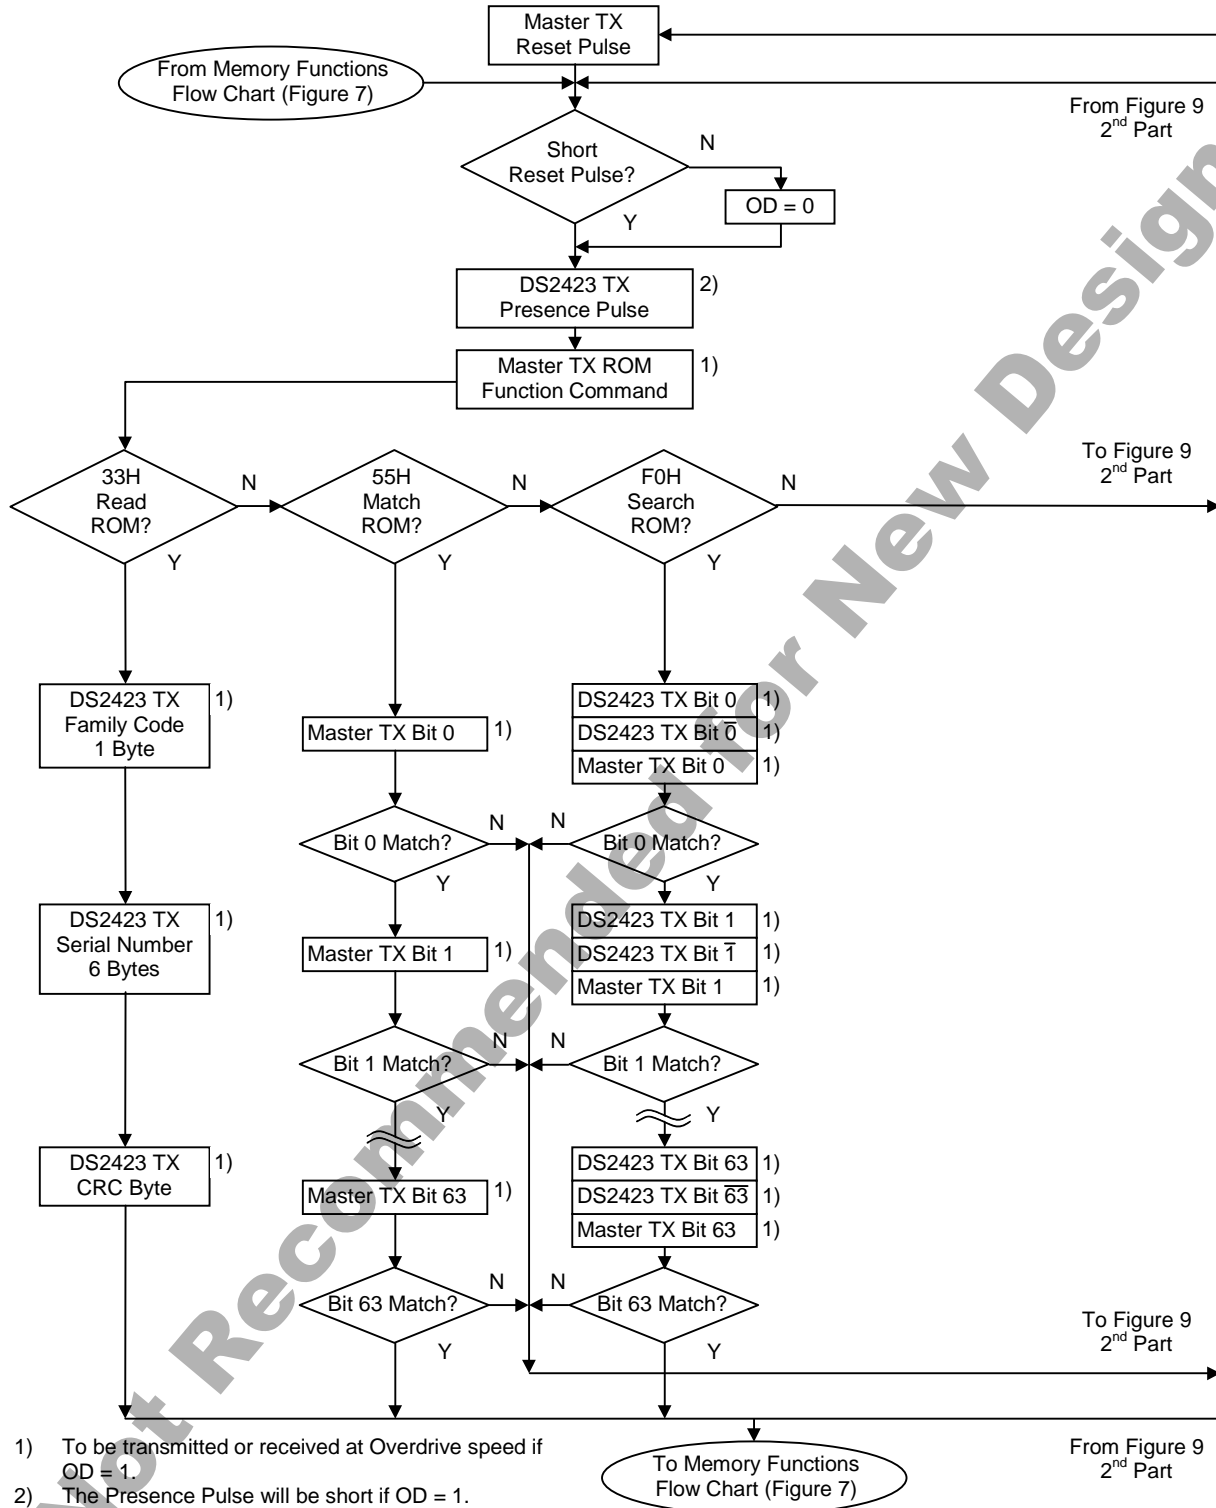 Master TX
Reset Pulse
From Memory Functions
Flow Chart (Figure 7)
From Figure 9
2nd Part
Short
Reset Pulse?
N
OD = 0
Y
DS2423 TX
Presence Pulse
2)
Master TX ROM
Function Command
1)
To Figure 9
2nd Part
33H
Read
ROM?
N
Y
55H
Match
ROM?
N
Y
F0H
Search
ROM?
N
Y
DS2423 TX
Family Code
1 Byte
1)
DS2423 TX
Serial Number
6 Bytes
1)
DS2423 TX
CRC Byte
1)
Master TX Bit 0
1)
Bit 0 Match?
N
Y
Master TX Bit 1
1)
Bit 1 Match?
N
Y
Master TX Bit 63
1)
Bit 63 Match?
N
Y
DS2423 TX Bit 0
1)
DS2423 TX Bit 0̅
1)
Master TX Bit 0
1)
Bit 0 Match?
N
Y
DS2423 TX Bit 1
1)
DS2423 TX Bit 1̅
1)
Master TX Bit 1
1)
Bit 1 Match?
N
Y
DS2423 TX Bit 63
1)
DS2423 TX Bit 6̅3̅
1)
Master TX Bit 63
1)
Bit 63 Match?
N
Y
To Figure 9
2nd Part
From Figure 9
2nd Part
To Memory Functions
Flow Chart (Figure 7)
1) To be transmitted or received at Overdrive speed if
OD = 1.
2) The Presence Pulse will be short if OD = 1.
Not Recommended for New Design